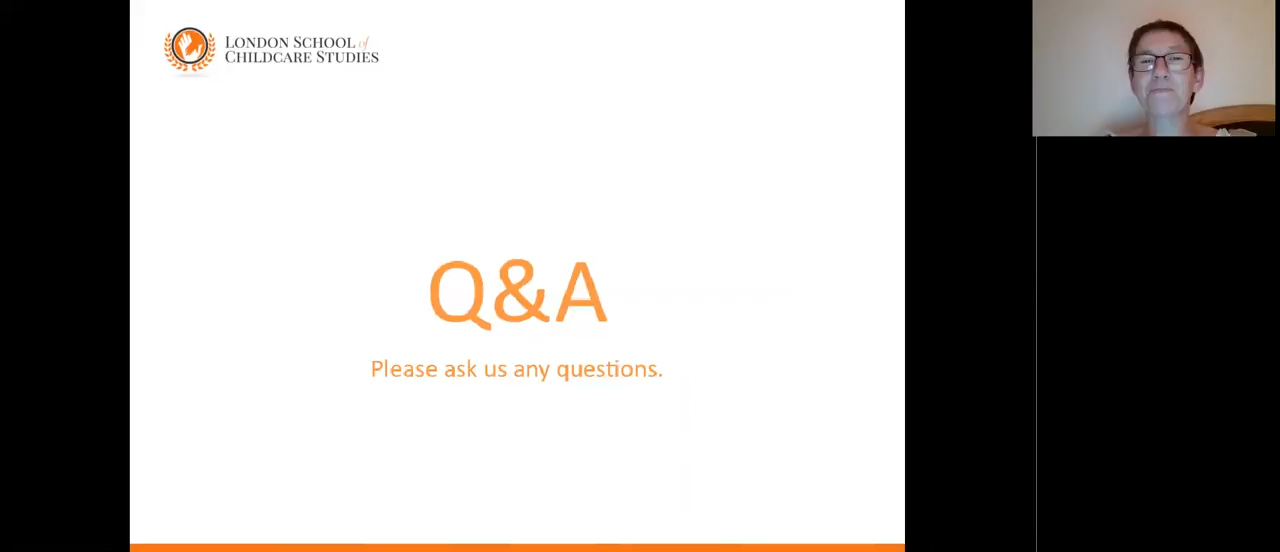 LONDON SCHOOL of
CHILDCARE STUDIES
Q&A
Please ask us any questions.